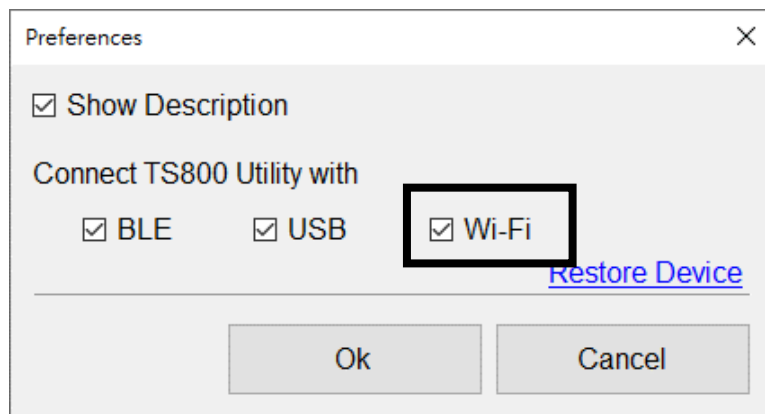 Preferences
Show Description
Connect TS800 Utility with
BLE USB Wi-Fi
Restore Device
Ok Cancel